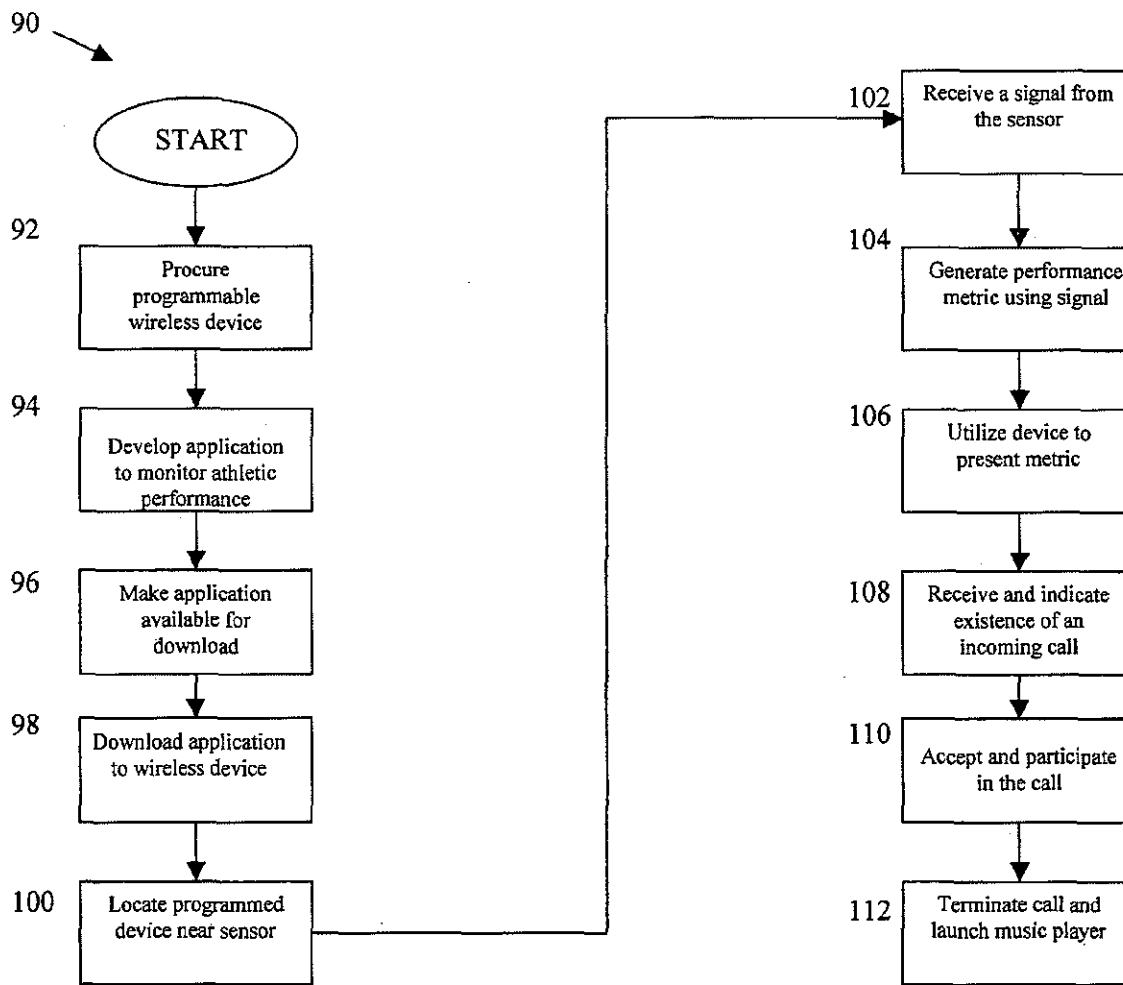 90
START
92
Procure
programmable
wireless device
94
Develop application
to monitor athletic
performance
96
Make application
available for
download
98
Download application
to wireless device
100
Locate programmed
device near sensor
102
Receive a signal from
the sensor
104
Generate performance
metric using signal
106
Utilize device to
present metric
108
Receive and indicate
existence of an
incoming call
110
Accept and participate
in the call
112
Terminate call and
launch music player